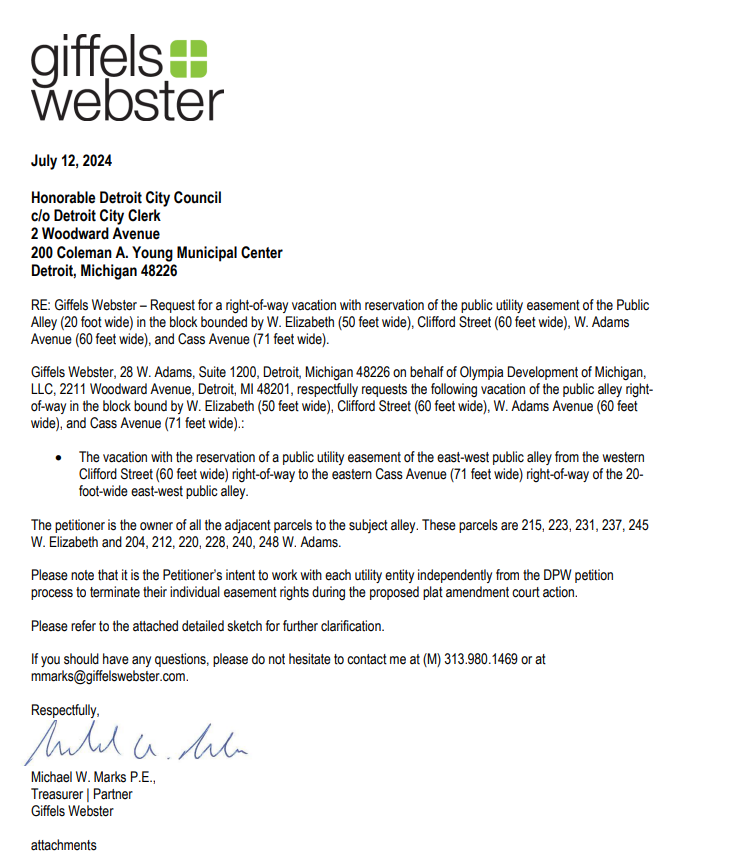 giffels
webster
July 12, 2024
Honorable Detroit City Council
c/o Detroit City Clerk
2 Woodward Avenue
200 Coleman A. Young Municipal Center
Detroit, Michigan 48226
RE: Giffels Webster – Request for a right-of-way vacation with reservation of the public utility easement of the Public
Alley (20 foot wide) in the block bounded by W. Elizabeth (50 feet wide), Clifford Street (60 feet wide), W. Adams
Avenue (60 feet wide), and Cass Avenue (71 feet wide).
Giffels Webster, 28 W. Adams, Suite 1200, Detroit, Michigan 48226 on behalf of Olympia Development of Michigan,
LLC, 2211 Woodward Avenue, Detroit, MI 48201, respectfully requests the following vacation of the public alley right-
of-way in the block bound by W. Elizabeth (50 feet wide), Clifford Street (60 feet wide), W. Adams Avenue (60 feet
wide), and Cass Avenue (71 feet wide).:
• The vacation with the reservation of a public utility easement of the east-west public alley from the western
Clifford Street (60 feet wide) right-of-way to the eastern Cass Avenue (71 feet wide) right-of-way of the 20-
foot-wide east-west public alley.
The petitioner is the owner of all the adjacent parcels to the subject alley. These parcels are 215, 223, 231, 237, 245
W. Elizabeth and 204, 212, 220, 228, 240, 248 W. Adams.
Please note that it is the Petitioner's intent to work with each utility entity independently from the DPW petition
process to terminate their individual easement rights during the proposed plat amendment court action.
Please refer to the attached detailed sketch for further clarification.
If you should have any questions, please do not hesitate to contact me at (M) 313.980.1469 or at
mmarks@giffelswebster.com.
Respectfully,
Michael W. Marks P.E.,
Treasurer | Partner
Giffels Webster
attachments